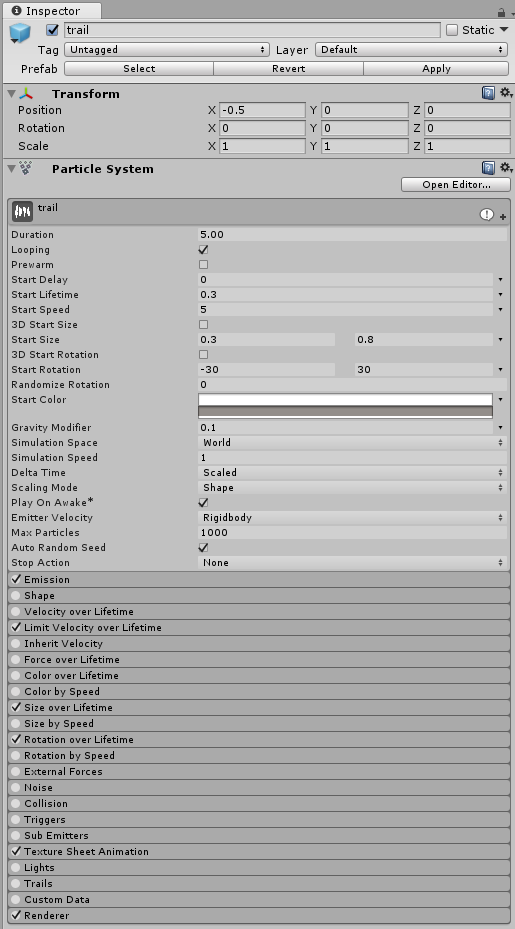 Inspector
trail Static
Tag Untagged Layer Default
Prefab Select Revert Apply
Transform
Position X -0.5 Y 0 Z 0
Rotation X 0 Y 0 Z 0
Scale X 1 Y 1 Z 1
Particle System
Open Editor...
trail
Duration 5.00
Looping
Prewarm
Start Delay 0
Start Lifetime 0.3
Start Speed 5
3D Start Size
Start Size 0.3 0.8
3D Start Rotation
Start Rotation -30 30
Randomize Rotation 0
Start Color
Gravity Modifier 0.1
Simulation Space World
Simulation Speed 1
Delta Time Scaled
Scaling Mode Shape
Play On Awake*
Emitter Velocity Rigidbody
Max Particles 1000
Auto Random Seed
Stop Action None
Emission
Shape
Velocity over Lifetime
Limit Velocity over Lifetime
Inherit Velocity
Force over Lifetime
Color over Lifetime
Color by Speed
Size over Lifetime
Size by Speed
Rotation over Lifetime
Rotation by Speed
External Forces
Noise
Collision
Triggers
Sub Emitters
Texture Sheet Animation
Lights
Trails
Custom Data
Renderer